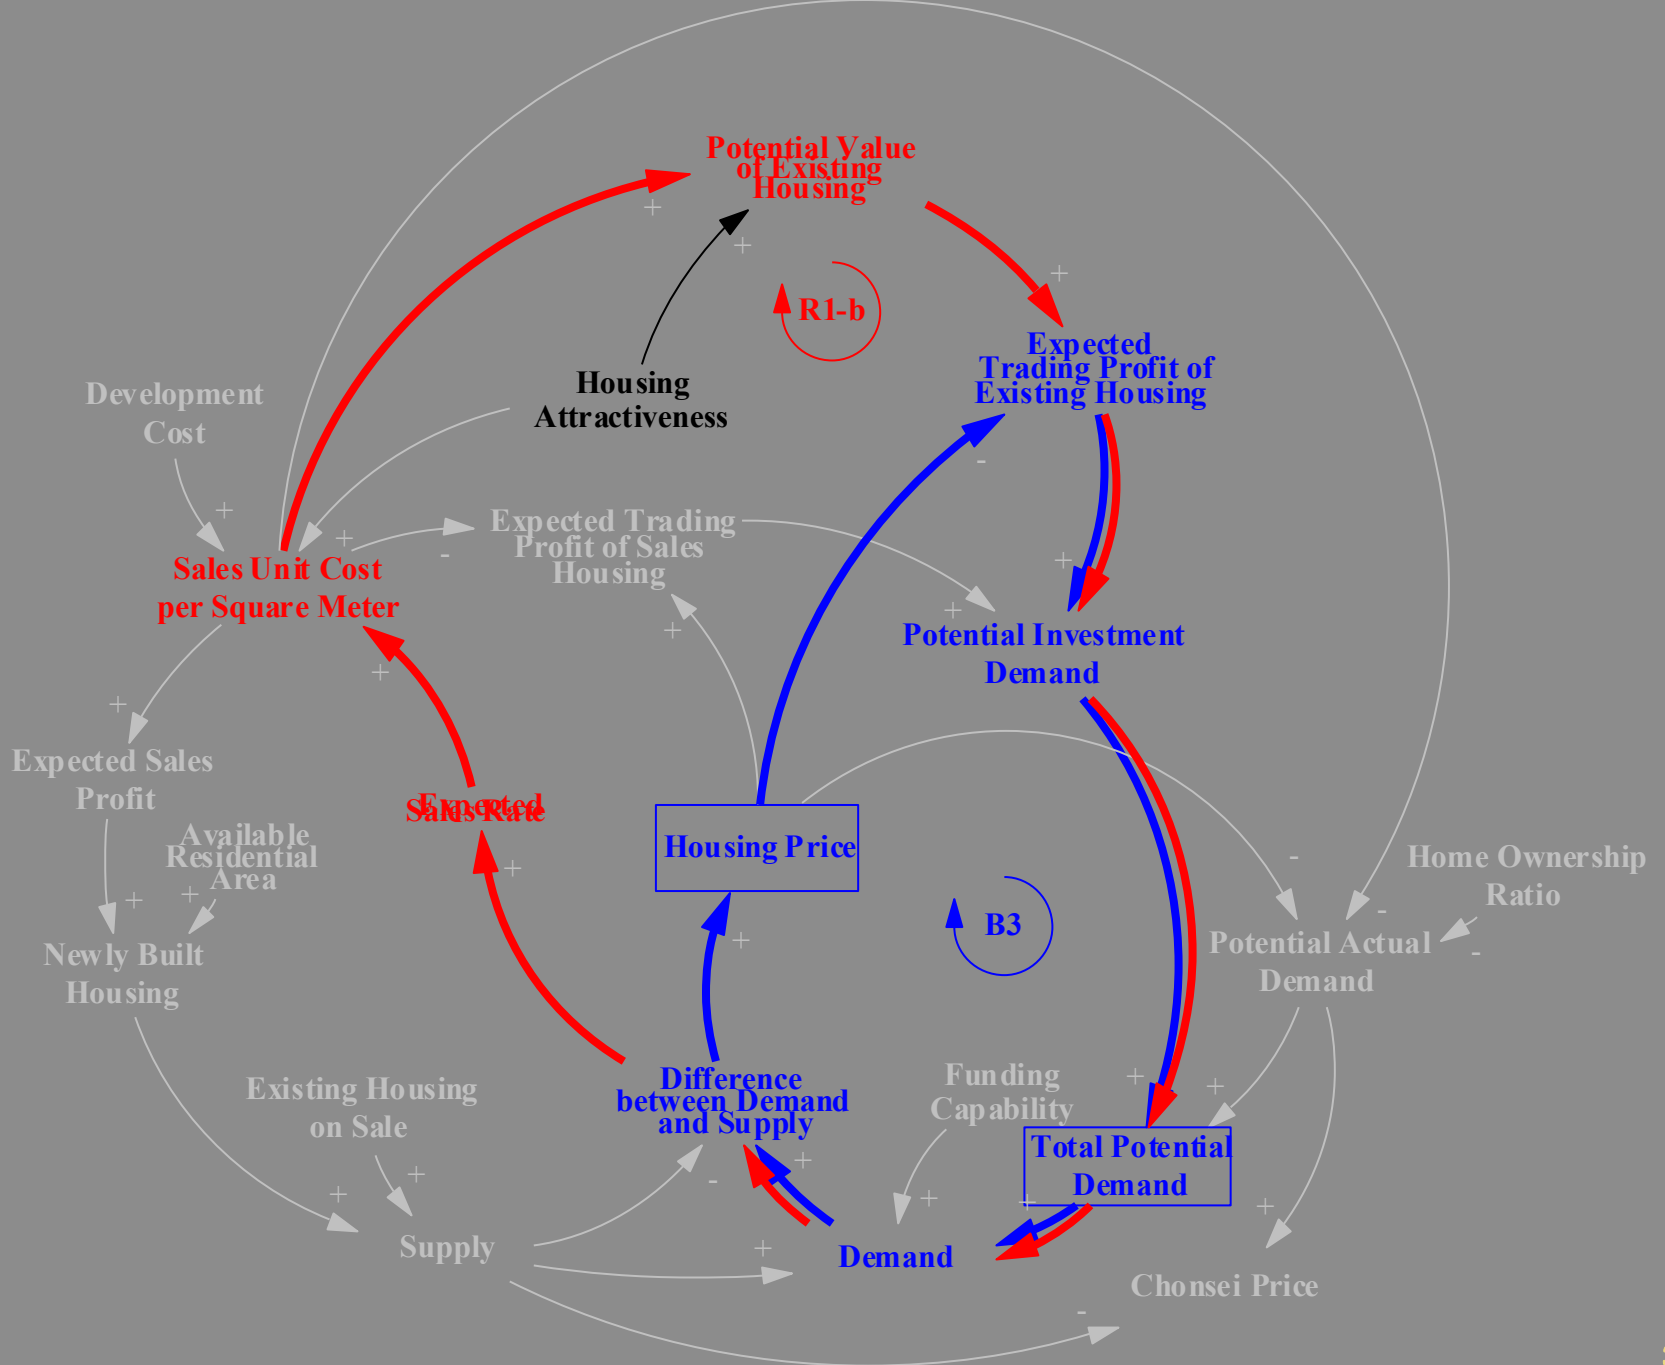 Potential Value
of Existing
Housing
+
+
+
R1-b
Expected
Trading Profit of
Existing Housing
Housing
Attractiveness
Development
Cost
-
+
+
-
+
Expected Trading
Profit of Sales
Housing
Sales Unit Cost
per Square Meter
+
+
Potential Investment
Demand
+
+
Expected Sales
Profit
Expected
Sales Rate
Housing Price
Available
Residential
Area
+
+
+
-
Home Ownership
Ratio
-
-
B3
+
Potential Actual
Demand
Newly Built
Housing
Difference
between Demand
and Supply
Existing Housing
on Sale
Funding
Capability
+
+
Total Potential
Demand
+
+
+
-
+
+
+
Supply
+
Demand
Chonsei Price
-